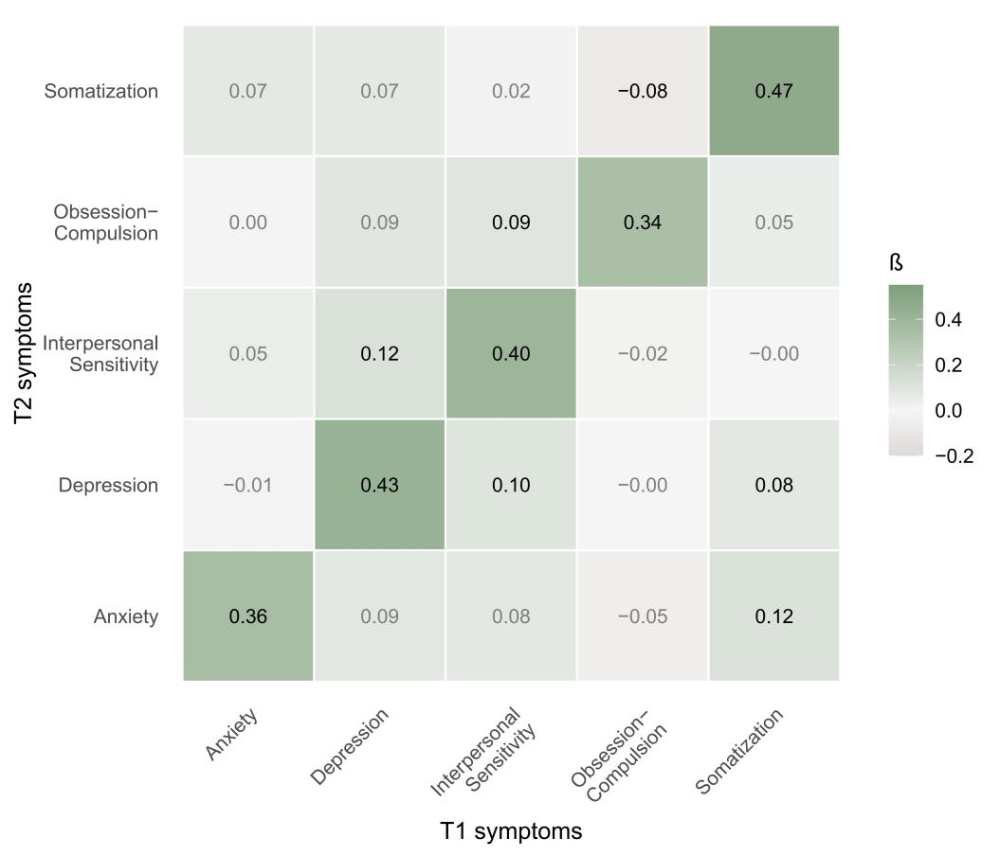 Somatization
0.07
0.07
0.02
−0.08
0.47
Obsession−
Compulsion
0.00
0.09
0.09
0.34
0.05
Interpersonal
Sensitivity
0.05
0.12
0.40
−0.02
−0.00
Depression
−0.01
0.43
0.10
−0.00
0.08
Anxiety
0.36
0.09
0.08
−0.05
0.12
T2 symptoms
Anxiety
Depression
Interpersonal
Sensitivity
Obsession−
Compulsion
Somatization
T1 symptoms
ß
0.4
0.2
0.0
−0.2